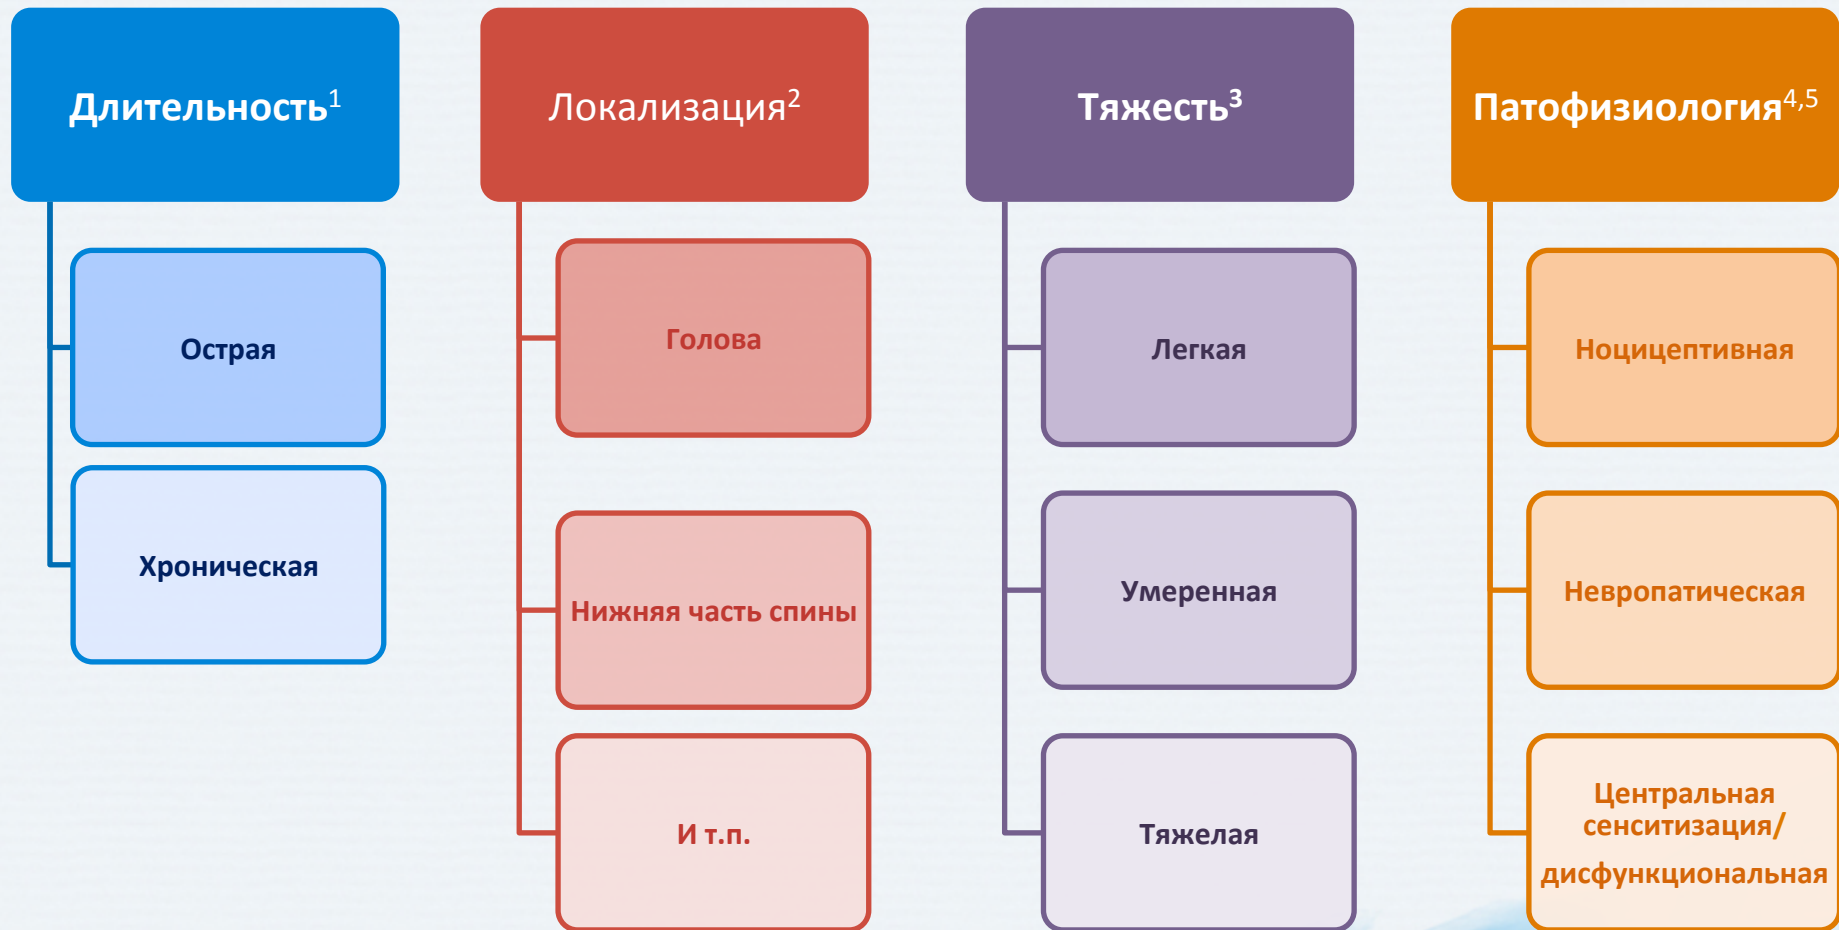 Длительность¹
Острая
Хроническая
Локализация²
Голова
Нижняя часть спины
И т.п.
Тяжесть³
Легкая
Умеренная
Тяжелая
Патофизиология⁴,⁵
Ноцицептивная
Невропатическая
Центральная
сенситизация/
дисфункциональная